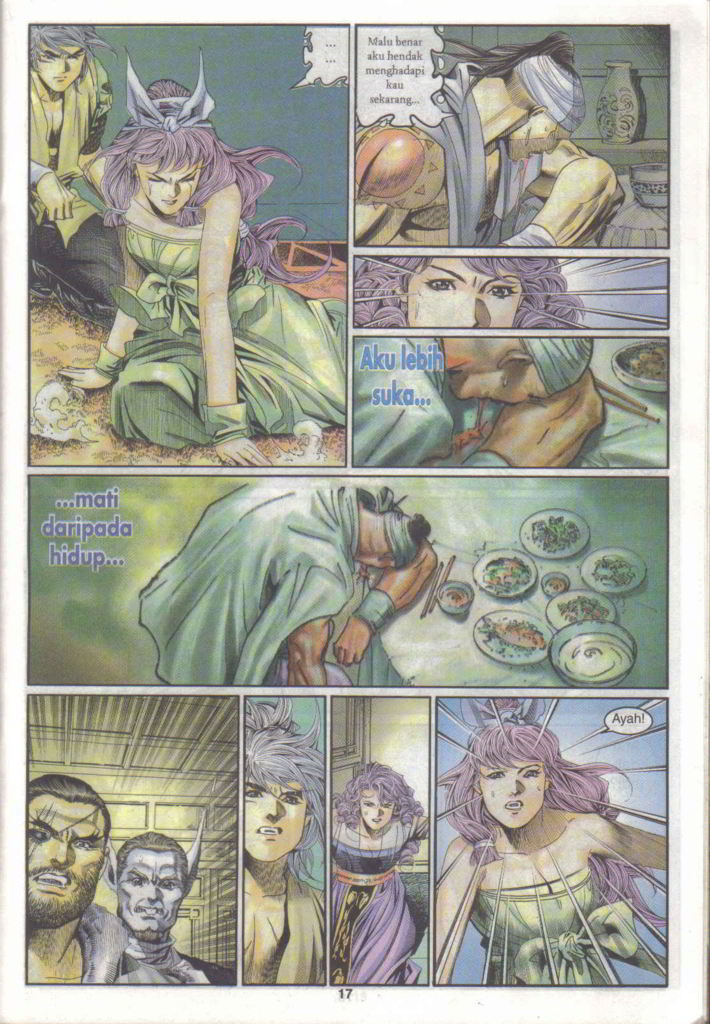 ...
...
Malu benar
aku hendak
menghadapi
kau
sekarang...
Aku lebih
suka...
...mati
daripada
hidup...
Ayah!
17